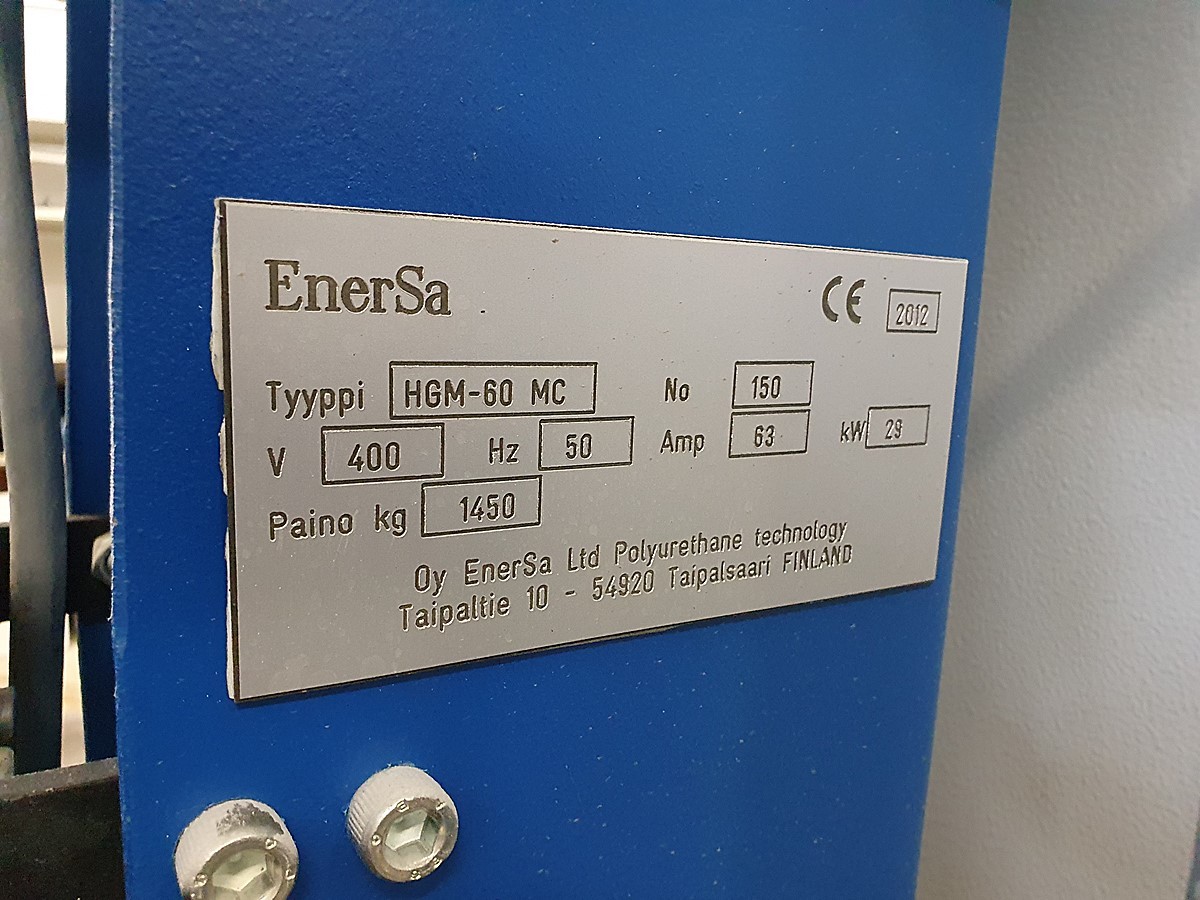 EnerSa
CE 2012
Tyyppi HGM-60 MC No 150
V 400 Hz 50 Amp 63 kW 29
Paino kg 1450
Oy EnerSa Ltd Polyurethane technology
Taipaltie 10 - 54920 Taipalsaari FINLAND